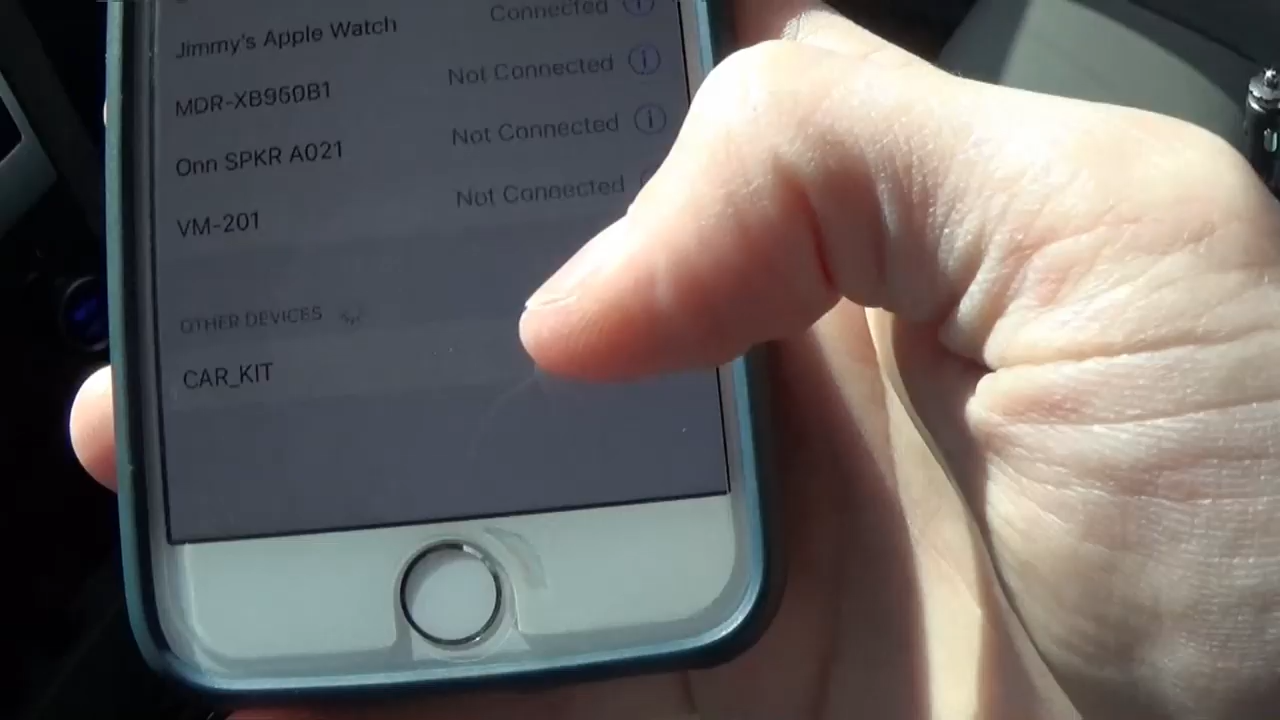 Jimmy's Apple Watch Connected
MDR-XB950B1 Not Connected
Onn SPKR A021 Not Connected
VM-201 Not Connected
OTHER DEVICES
CAR_KIT